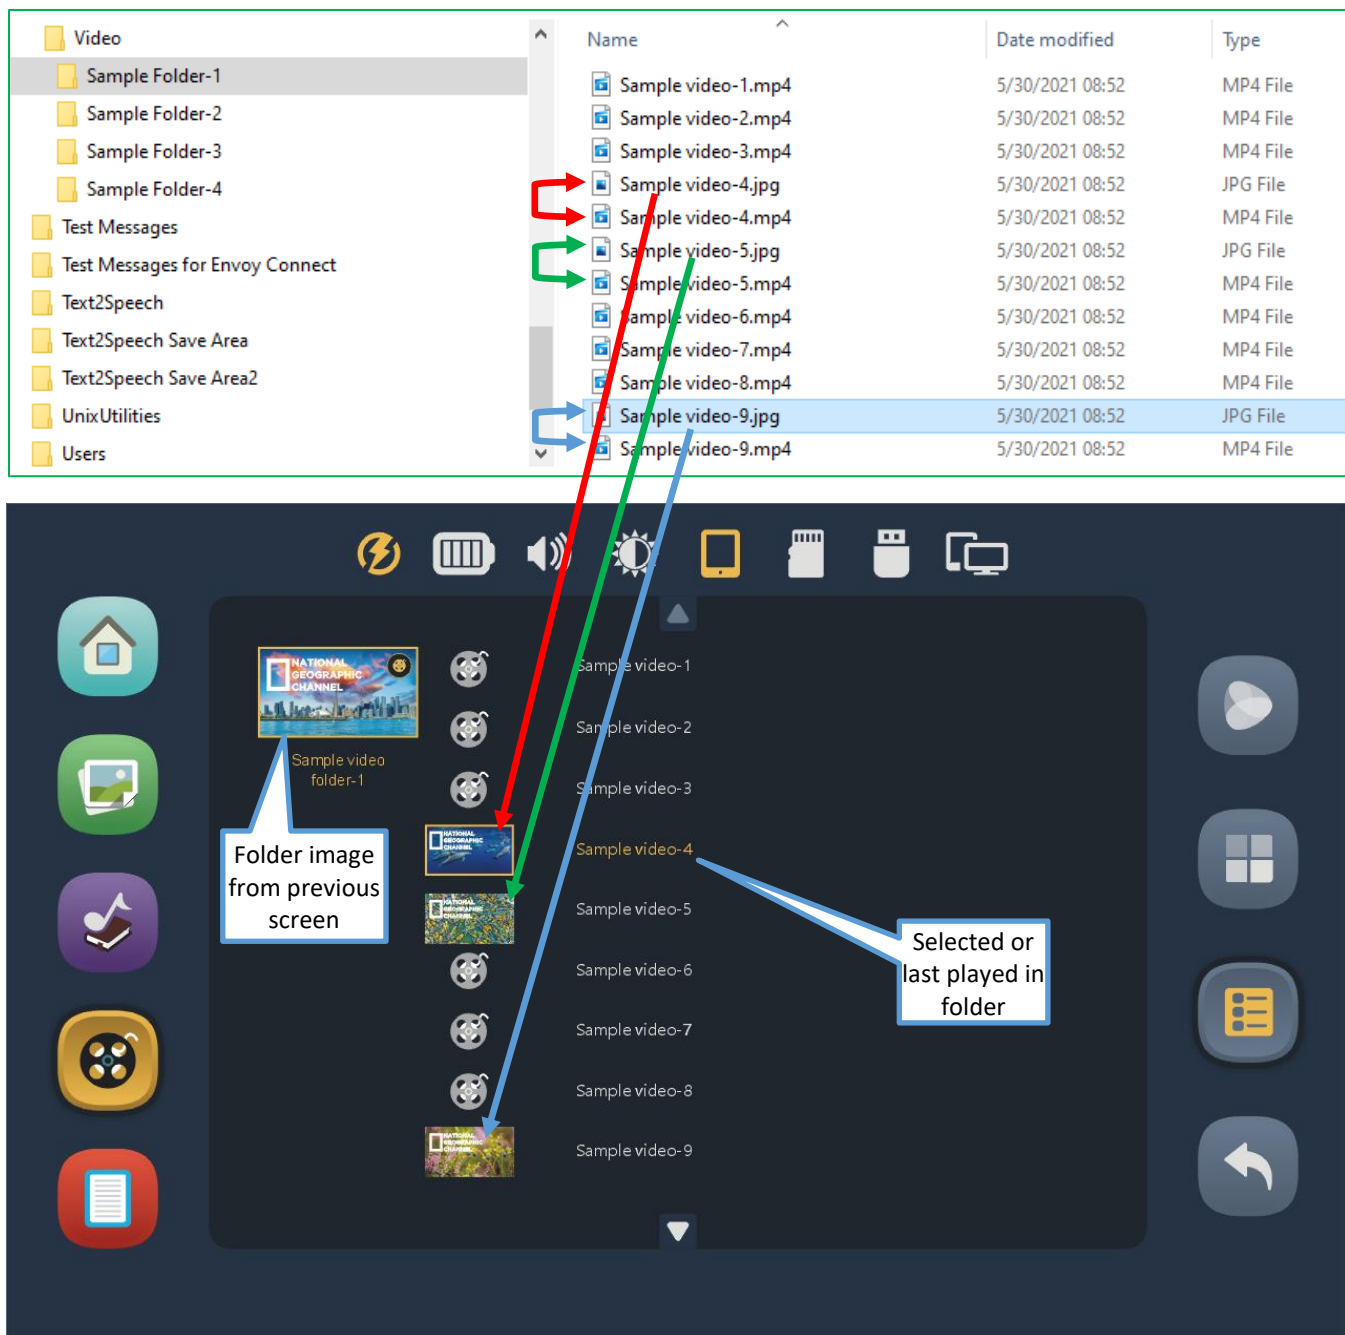 Video
Sample Folder-1
Sample Folder-2
Sample Folder-3
Sample Folder-4
Test Messages
Test Messages for Envoy Connect
Text2Speech
Text2Speech Save Area
Text2Speech Save Area2
UnixUtilities
Users
Name Date modified Type
Sample video-1.mp4 5/30/2021 08:52 MP4 File
Sample video-2.mp4 5/30/2021 08:52 MP4 File
Sample video-3.mp4 5/30/2021 08:52 MP4 File
Sample video-4.jpg 5/30/2021 08:52 JPG File
Sample video-4.mp4 5/30/2021 08:52 MP4 File
Sample video-5.jpg 5/30/2021 08:52 JPG File
Sample video-5.mp4 5/30/2021 08:52 MP4 File
Sample video-6.mp4 5/30/2021 08:52 MP4 File
Sample video-7.mp4 5/30/2021 08:52 MP4 File
Sample video-8.mp4 5/30/2021 08:52 MP4 File
Sample video-9.jpg 5/30/2021 08:52 JPG File
Sample video-9.mp4 5/30/2021 08:52 MP4 File
NATIONAL
GEOGRAPHIC
CHANNEL
Sample video
folder-1
Folder image
from previous
screen
Sample video-1
Sample video-2
Sample video-3
NATIONAL
GEOGRAPHIC
CHANNEL
Sample video-4
NATIONAL
GEOGRAPHIC
CHANNEL
Sample video-5
Sample video-6
Sample video-7
Sample video-8
NATIONAL
GEOGRAPHIC
CHANNEL
Sample video-9
Selected or
last played in
folder